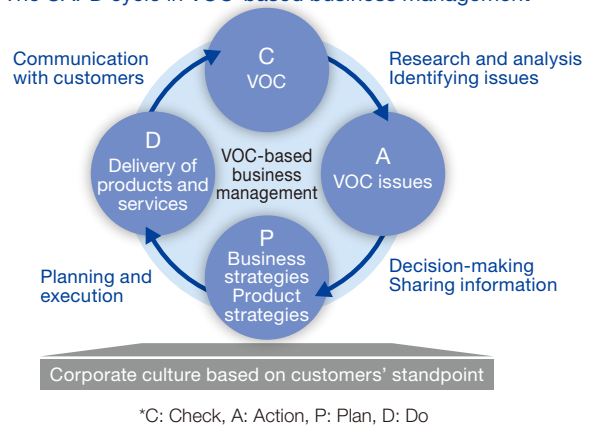 The CAPD cycle in VOC-based business management
Communication
with customers
C
VOC
Research and analysis
Identifying issues
D
Delivery of
products and
services
VOC-based
business
management
A
VOC issues
Planning and
execution
P
Business
strategies
Product
strategies
Decision-making
Sharing information
Corporate culture based on customers’ standpoint
*C: Check, A: Action, P: Plan, D: Do